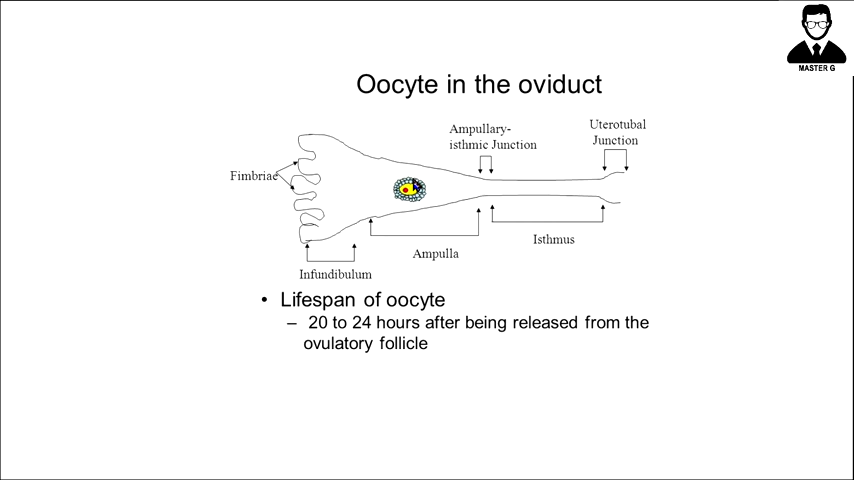 MASTER G
Oocyte in the oviduct
Ampullary-
isthmic Junction
Uterotubal
Junction
Fimbriae
Isthmus
Ampulla
Infundibulum
• Lifespan of oocyte
– 20 to 24 hours after being released from the
ovulatory follicle